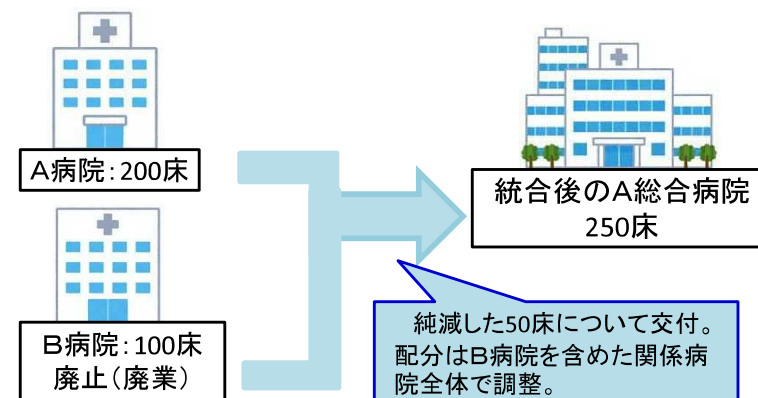 A病院:200床
B病院:100床
廃止(廃業)
統合後のA総合病院
250床
純減した50床について交付。
配分はB病院を含めた関係病
院全体で調整。